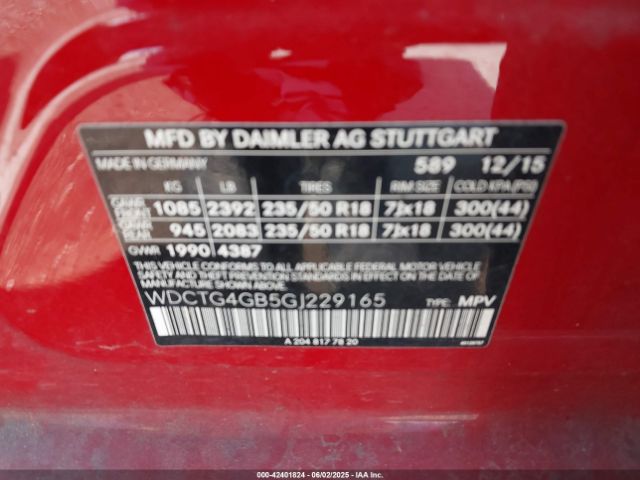 MFD BY DAIMLER AG STUTTGART
MADE IN GERMANY 589 12/15
KG LB TIRES RIM SIZE COLD KPA(PSI)
GAWR FRONT 1085 2392 235/50 R18 7Jx18 300(44)
GAWR REAR 945 2083 235/50 R18 7Jx18 300(44)
GVWR 1990 4387
THIS VEHICLE CONFORMS TO ALL APPLICABLE FEDERAL MOTOR VEHICLE
SAFETY AND THEFT PREVENTION STANDARDS IN EFFECT ON THE DATE OF
MANUFACTURE SHOWN ABOVE.
WDCTG4GB5GJ229165 TYPE: MPV
A 204 817 78 20
000-42401824 | 06/02/2025 - IAA Inc.